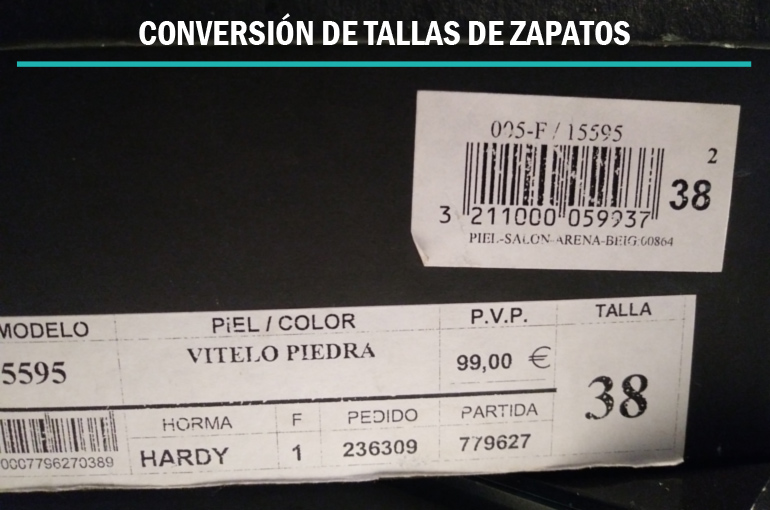 CONVERSIÓN DE TALLAS DE ZAPATOS
005-F / 15595
2
38
3 211000 059937
PIEL-SALON-ARENA-BEIG:00864
MODELO PiEL / COLOR P.V.P. TALLA
5595 VITELO PIEDRA 99,00 € 38
HORMA F PEDIDO PARTIDA
0007796270389 HARDY 1 236309 779627